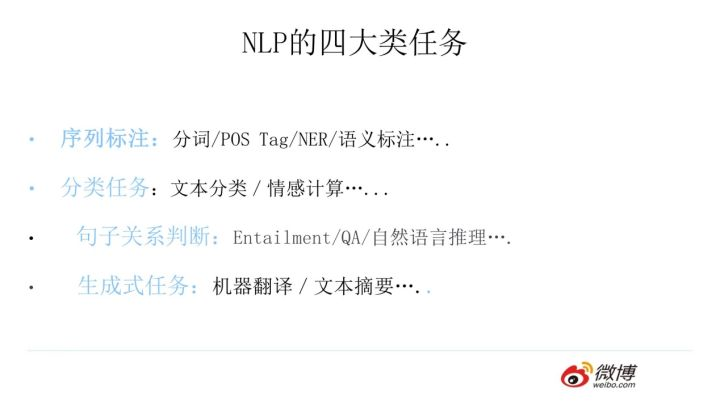 NLP的四大类任务
• 序列标注：分词/POS Tag/NER/语义标注…..
• 分类任务：文本分类/情感计算…...
• 句子关系判断：Entailment/QA/自然语言推理….
• 生成式任务：机器翻译/文本摘要…..
微博
weibo.com